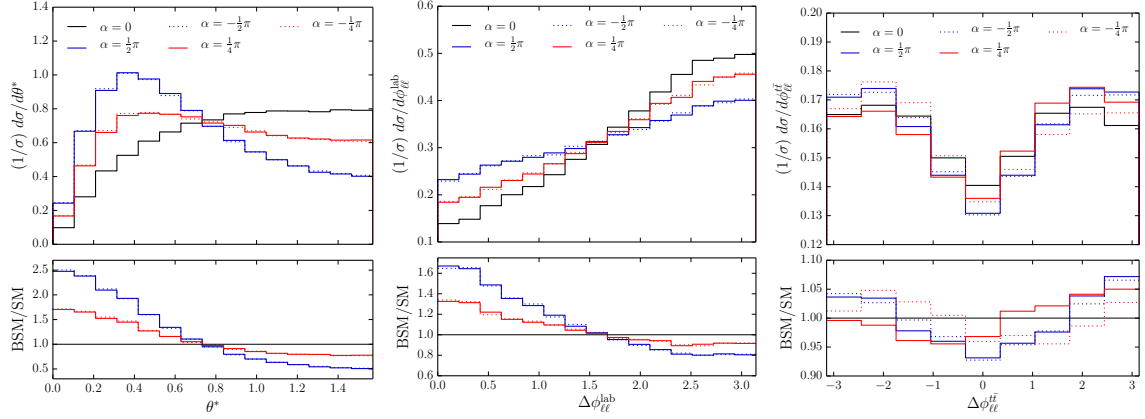 α = 0 α = −½π α = −¼π
α = ½π α = ¼π
(1/σ) dσ/dθ*
1.4
1.2
1.0
0.8
0.6
0.4
0.2
0.0
BSM/SM
2.5
2.0
1.5
1.0
0.5
0.0 0.2 0.4 0.6 0.8 1.0 1.2 1.4
θ*
α = 0 α = −½π α = −¼π
α = ½π α = ¼π
(1/σ) dσ/dϕ_ℓℓ^lab
0.6
0.5
0.4
0.3
0.2
0.1
BSM/SM
1.6
1.4
1.2
1.0
0.8
0.6
0.0 0.5 1.0 1.5 2.0 2.5 3.0
Δϕ_ℓℓ^lab
α = 0 α = −½π α = −¼π
α = ½π α = ¼π
(1/σ) dσ/dϕ_ℓℓ^tt̄
0.20
0.19
0.18
0.17
0.16
0.15
0.14
0.13
0.12
BSM/SM
1.10
1.05
1.00
0.95
0.90
−3 −2 −1 0 1 2 3
Δϕ_ℓℓ^tt̄